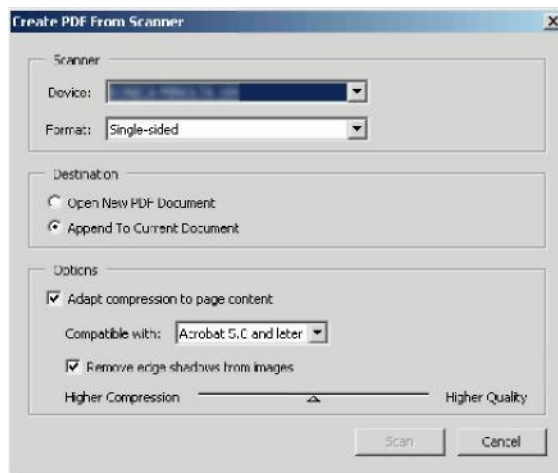 Create PDF From Scanner
Scanner
Device:
Format: Single-sided
Destination
Open New PDF Document
Append To Current Document
Options
Adapt compression to page content
Compatible with: Acrobat 5.0 and later
Remove edge shadows from images
Higher Compression Higher Quality
Scan Cancel